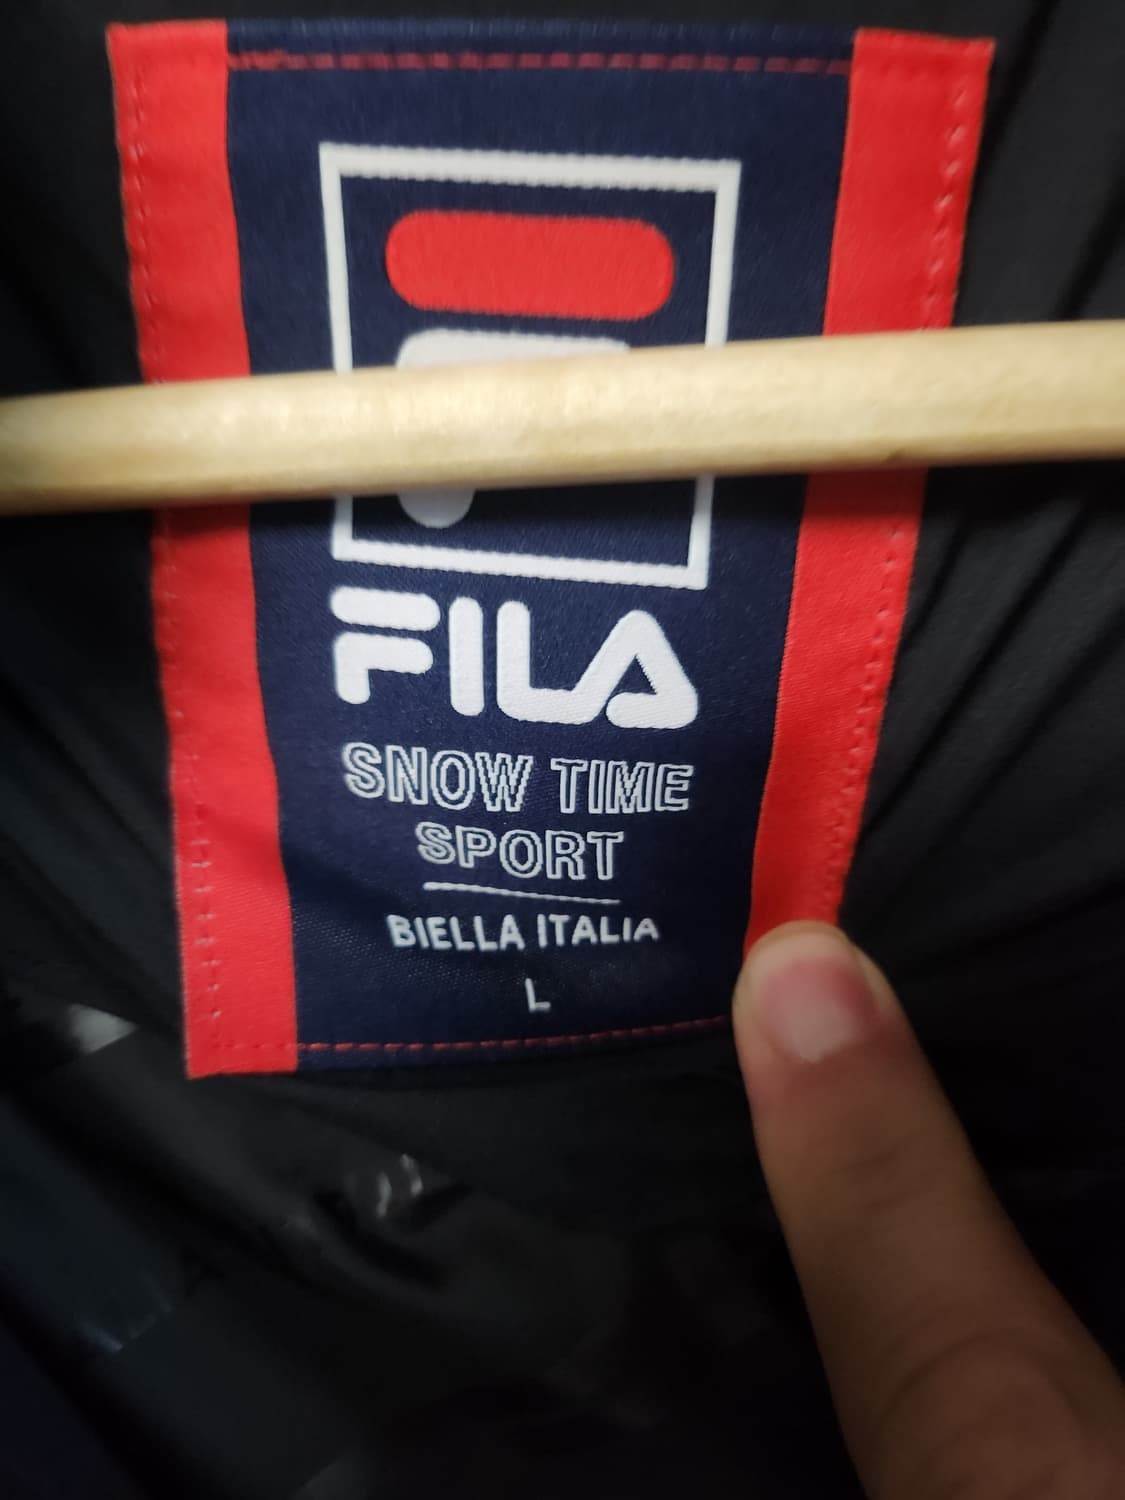 FILA
SNOW TIME
SPORT
BIELLA ITALIA
L